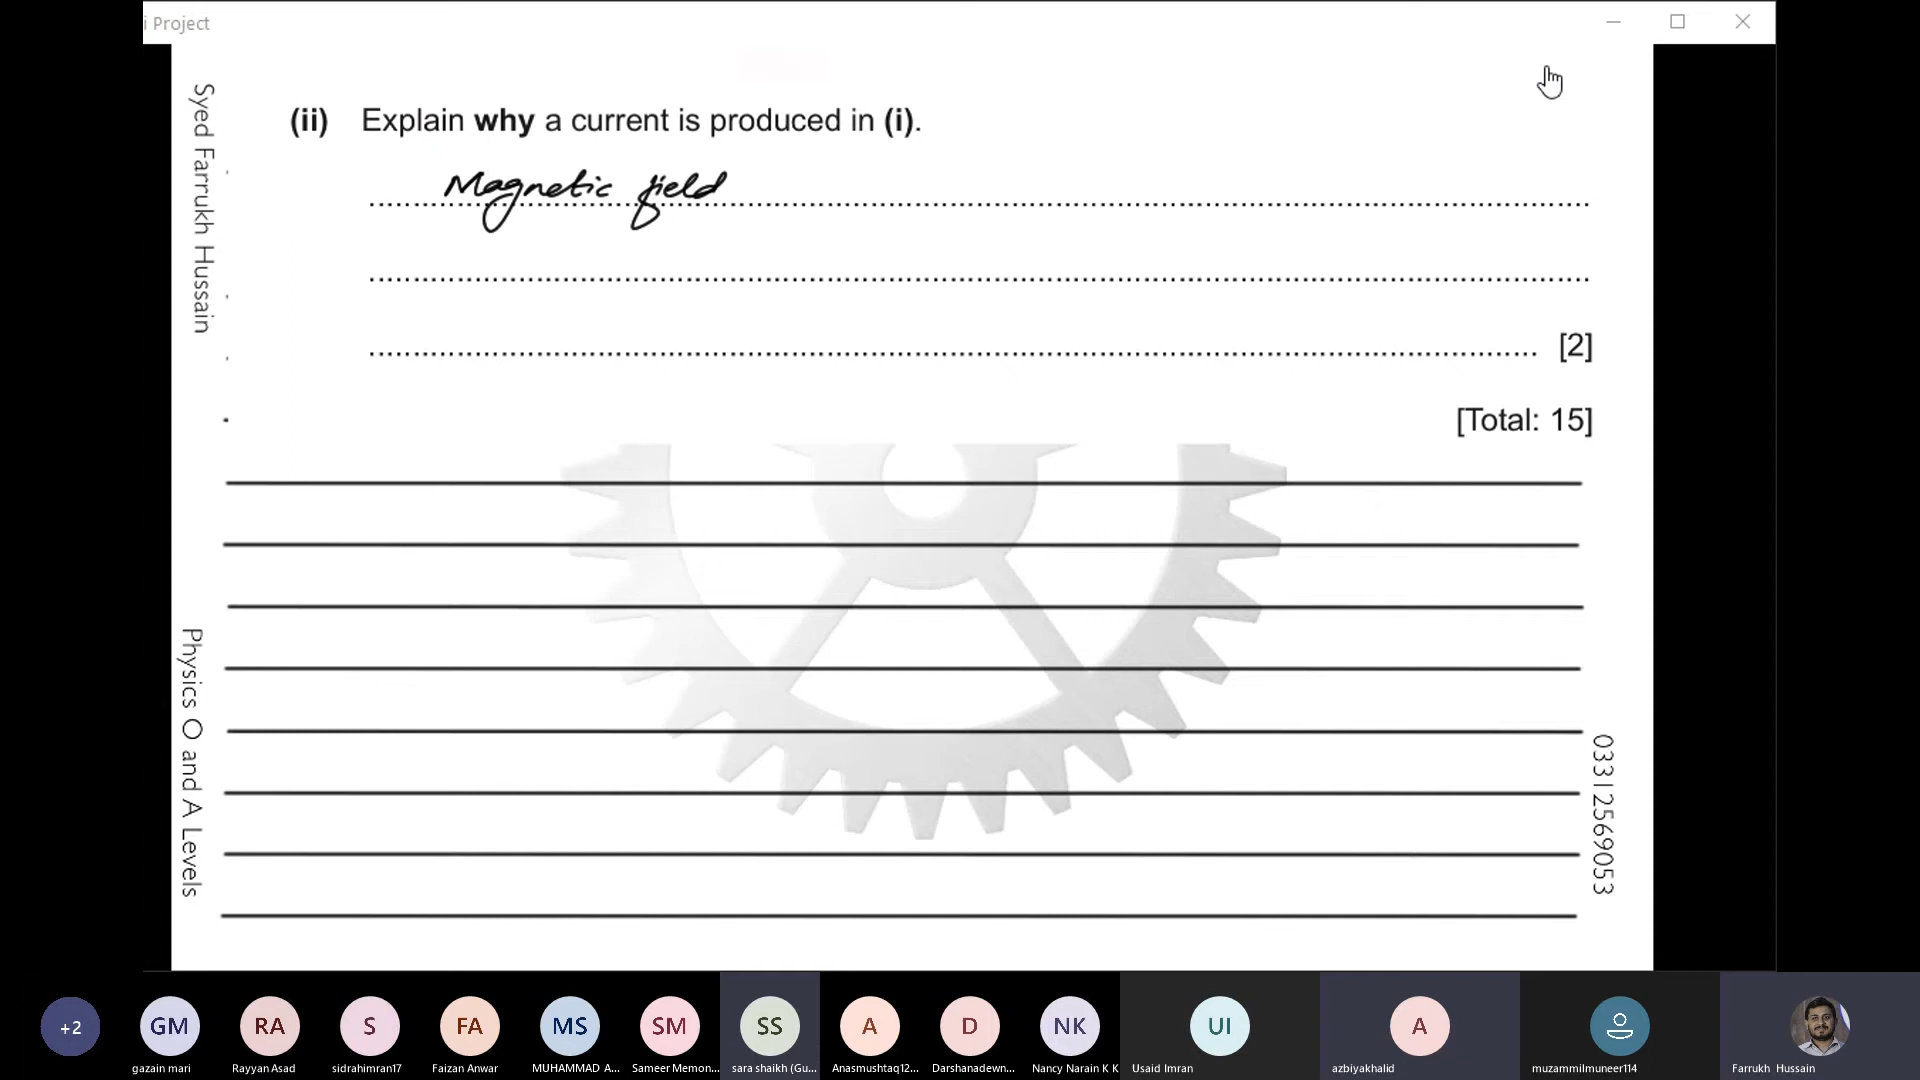 i Project
Syed Farrukh Hussain
(ii) Explain why a current is produced in (i).
Magnetic field
[2]
[Total: 15]
Physics O and A Levels
03312569053
+2
GM
RA
S
FA
MS
SM
SS
A
D
NK
UI
A
gazain mari
Rayyan Asad
sidrahimran17
Faizan Anwar
MUHAMMAD A...
Sameer Memon...
sara shaikh (Gu...
Anasmushtaq12...
Darshanadewn...
Nancy Narain K K
Usaid Imran
azbiyakhalid
muzammilmuneer114
Farrukh Hussain